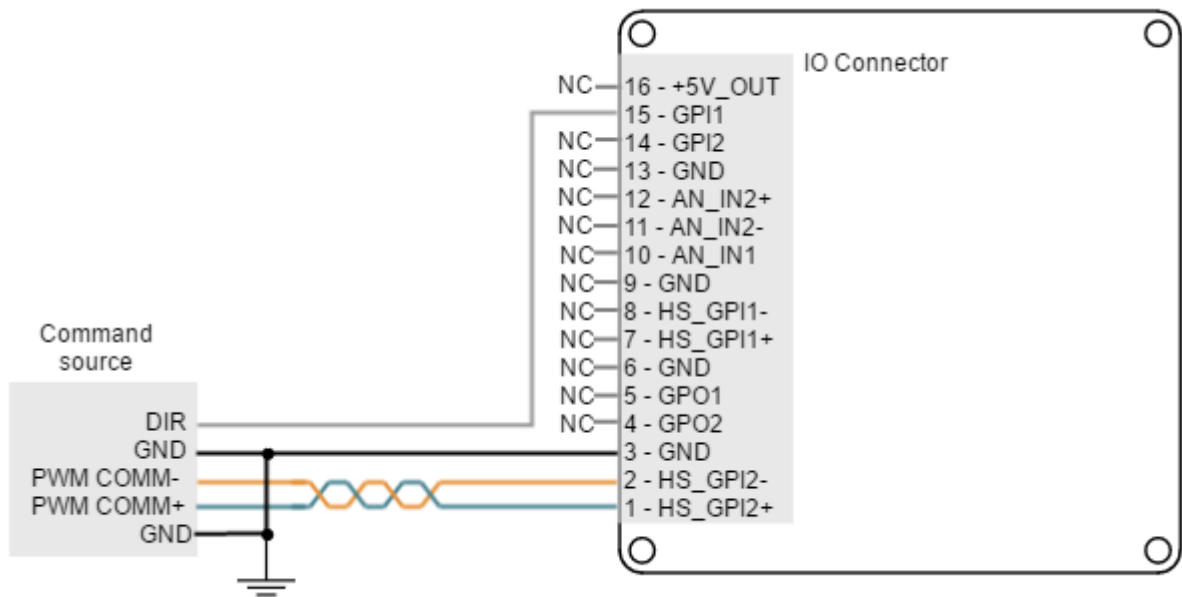 IO Connector
NC 16 - +5V_OUT
15 - GPI1
NC 14 - GPI2
NC 13 - GND
NC 12 - AN_IN2+
NC 11 - AN_IN2-
NC 10 - AN_IN1
NC 9 - GND
NC 8 - HS_GPI1-
NC 7 - HS_GPI1+
NC 6 - GND
NC 5 - GPO1
NC 4 - GPO2
3 - GND
2 - HS_GPI2-
1 - HS_GPI2+
Command
source
DIR
GND
PWM COMM-
PWM COMM+
GND